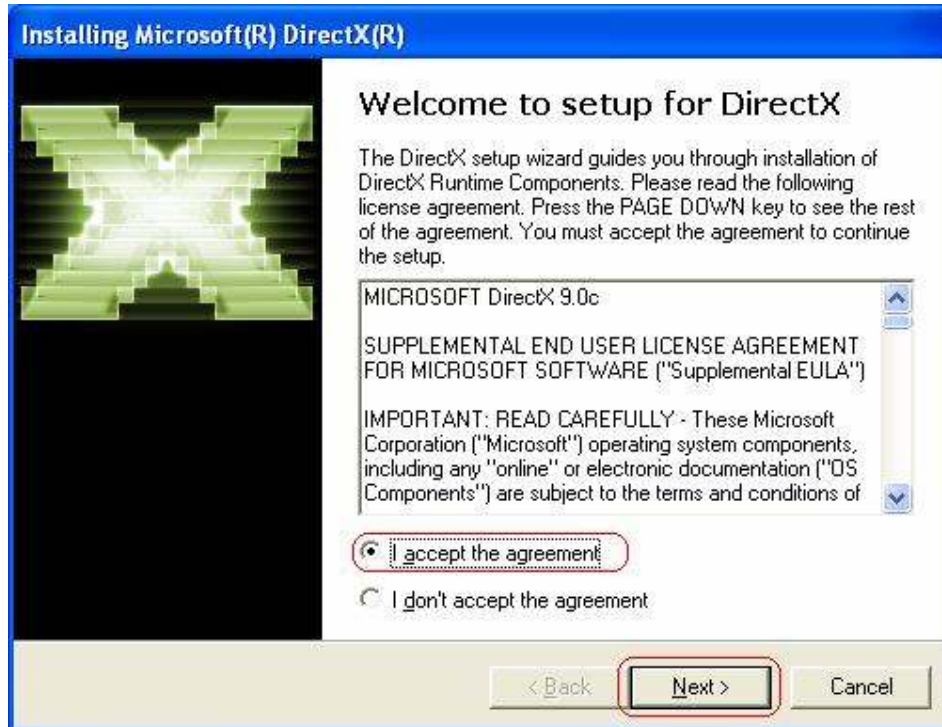 Installing Microsoft(R) DirectX(R)
Welcome to setup for DirectX
The DirectX setup wizard guides you through installation of
DirectX Runtime Components. Please read the following
license agreement. Press the PAGE DOWN key to see the rest
of the agreement. You must accept the agreement to continue
the setup.
MICROSOFT DirectX 9.0c
SUPPLEMENTAL END USER LICENSE AGREEMENT
FOR MICROSOFT SOFTWARE ("Supplemental EULA")
IMPORTANT: READ CAREFULLY - These Microsoft
Corporation ("Microsoft") operating system components,
including any "online" or electronic documentation ("OS
Components") are subject to the terms and conditions of
I accept the agreement
I don't accept the agreement
< Back
Next >
Cancel